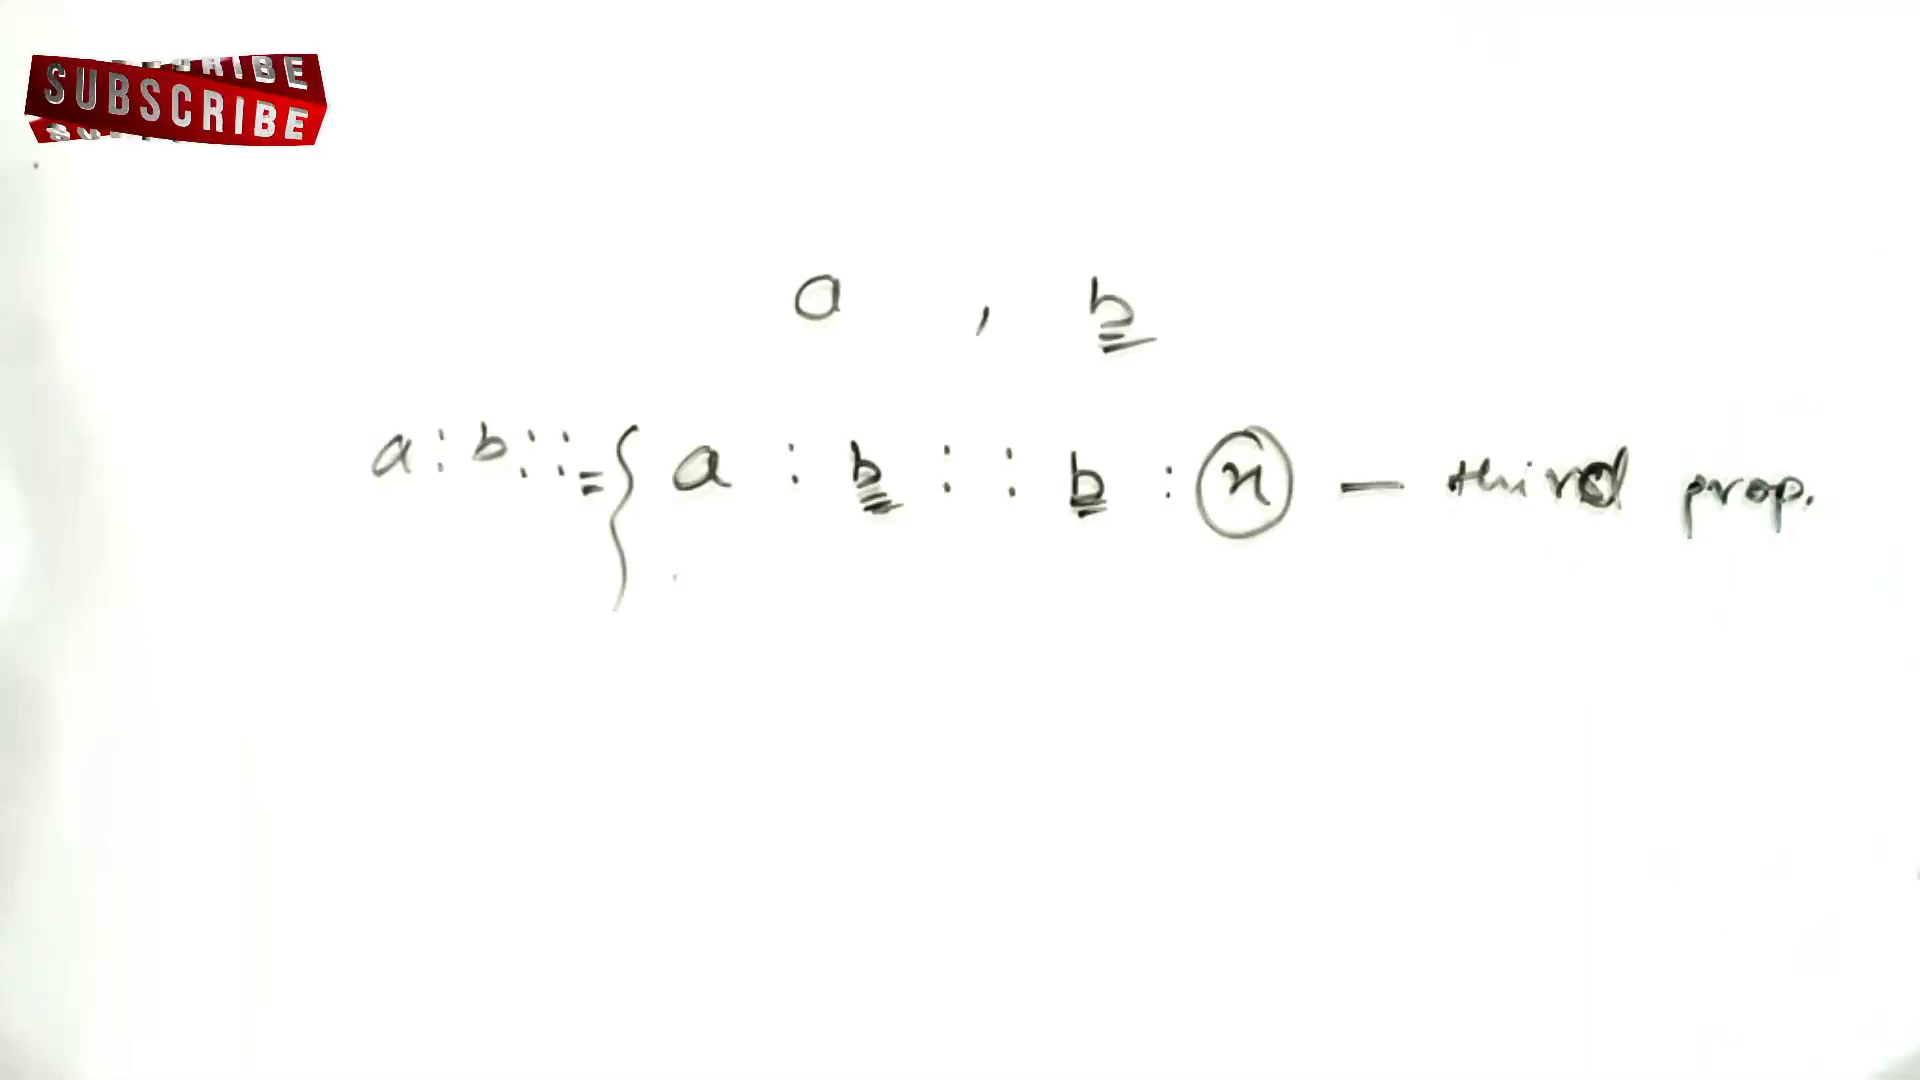 SUBSCRIBE
a , b
a : b :: = { a : b :: b : x — third prop.